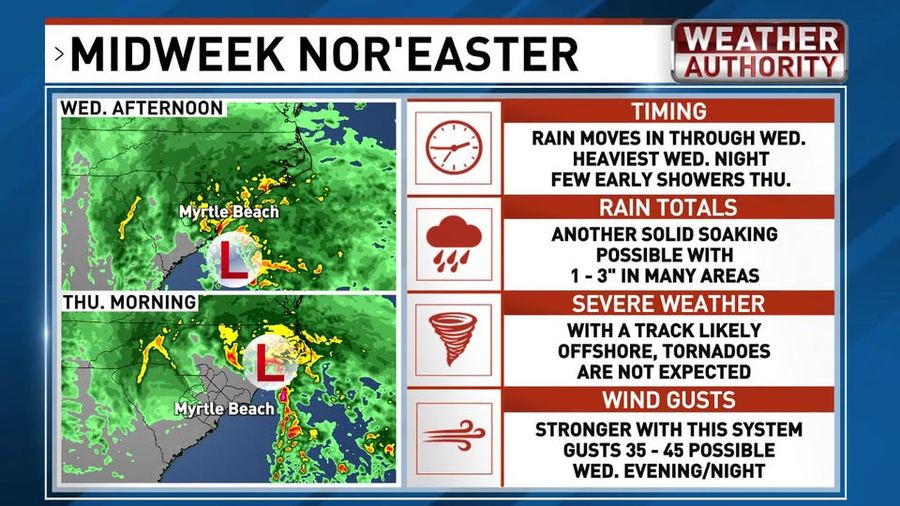 MIDWEEK NOR'EASTER
WEATHER
AUTHORITY
WED. AFTERNOON
Myrtle Beach
L
THU. MORNING
L
Myrtle Beach
TIMING
RAIN MOVES IN THROUGH WED.
HEAVIEST WED. NIGHT
FEW EARLY SHOWERS THU.
RAIN TOTALS
ANOTHER SOLID SOAKING
POSSIBLE WITH
1 - 3" IN MANY AREAS
SEVERE WEATHER
WITH A TRACK LIKELY
OFFSHORE, TORNADOES
ARE NOT EXPECTED
WIND GUSTS
STRONGER WITH THIS SYSTEM
GUSTS 35 - 45 POSSIBLE
WED. EVENING/NIGHT